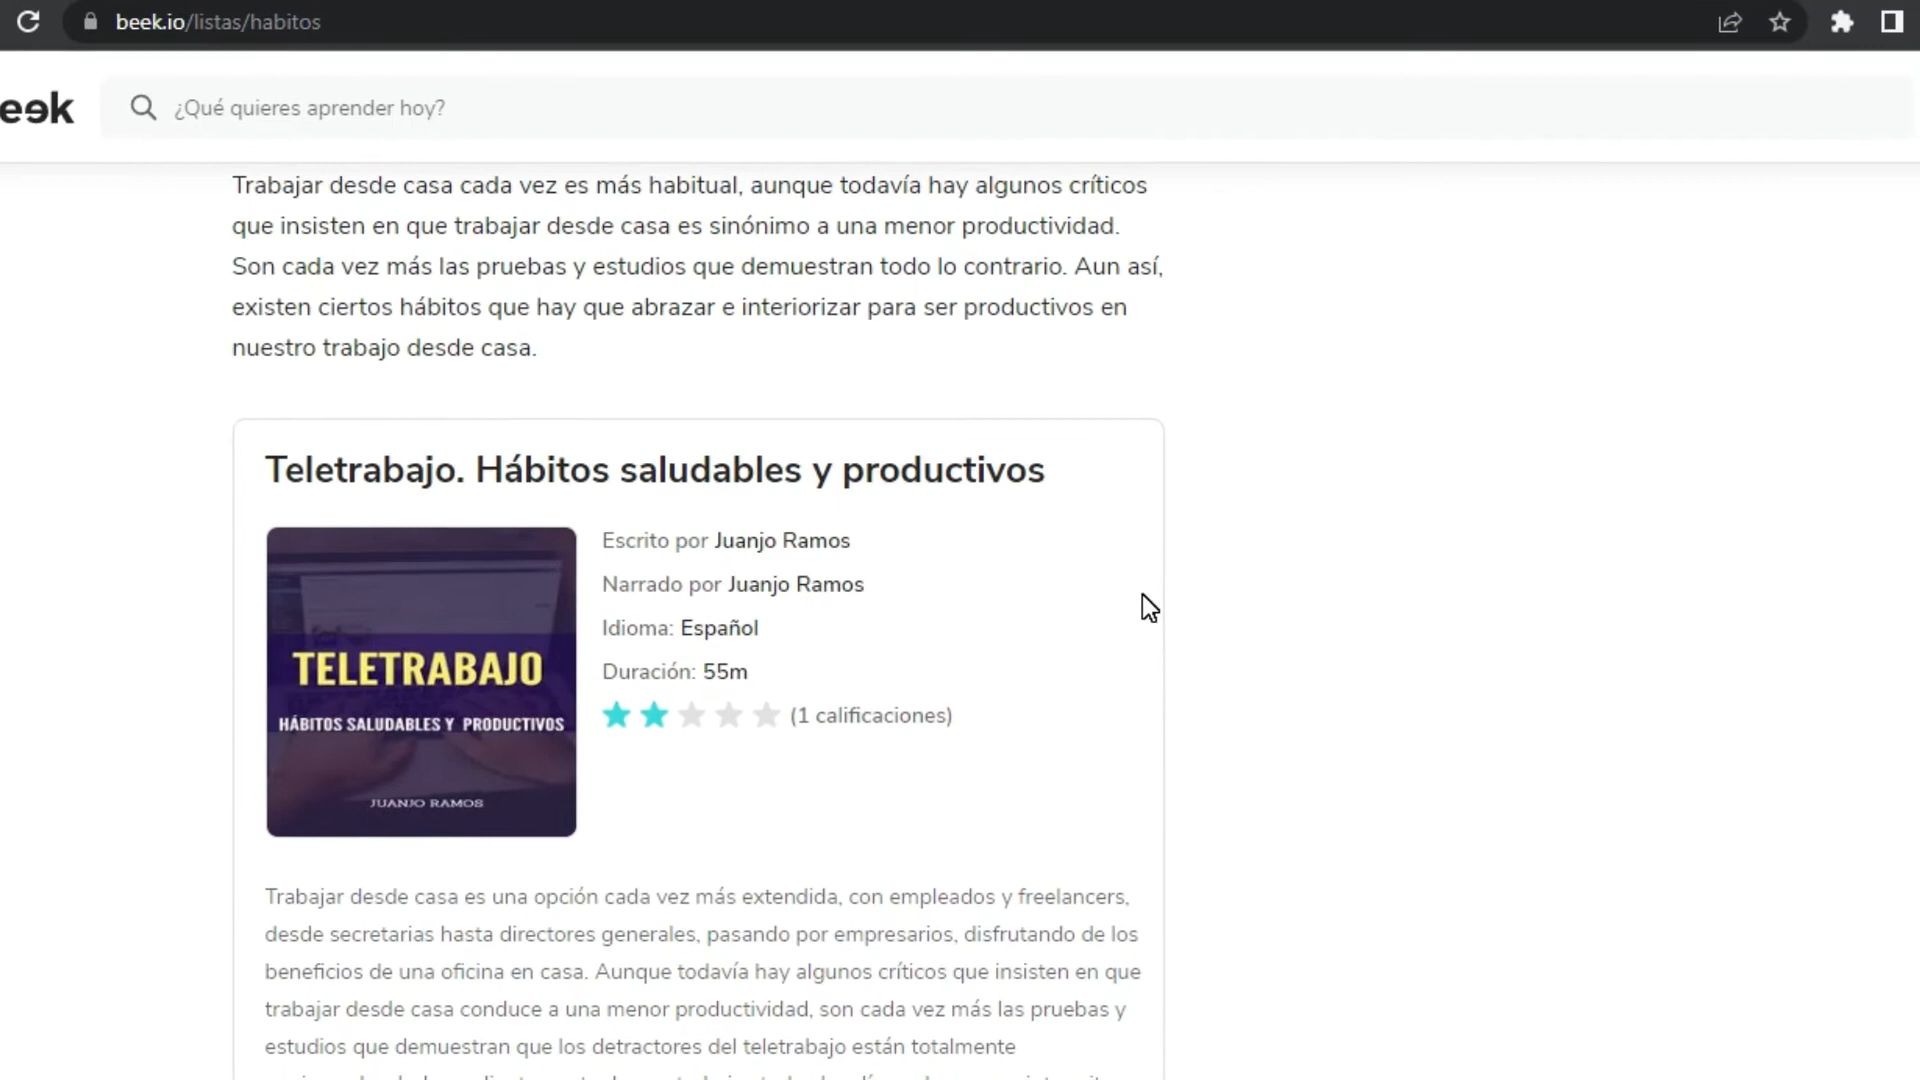 beek.io/listas/habitos
eek
¿Qué quieres aprender hoy?
Trabajar desde casa cada vez es más habitual, aunque todavía hay algunos críticos
que insisten en que trabajar desde casa es sinónimo a una menor productividad.
Son cada vez más las pruebas y estudios que demuestran todo lo contrario. Aun así,
existen ciertos hábitos que hay que abrazar e interiorizar para ser productivos en
nuestro trabajo desde casa.
Teletrabajo. Hábitos saludables y productivos
TELETRABAJO
HÁBITOS SALUDABLES Y PRODUCTIVOS
JUANJO RAMOS
Escrito por Juanjo Ramos
Narrado por Juanjo Ramos
Idioma: Español
Duración: 55m
(1 calificaciones)
Trabajar desde casa es una opción cada vez más extendida, con empleados y freelancers,
desde secretarias hasta directores generales, pasando por empresarios, disfrutando de los
beneficios de una oficina en casa. Aunque todavía hay algunos críticos que insisten en que
trabajar desde casa conduce a una menor productividad, son cada vez más las pruebas y
estudios que demuestran que los detractores del teletrabajo están totalmente